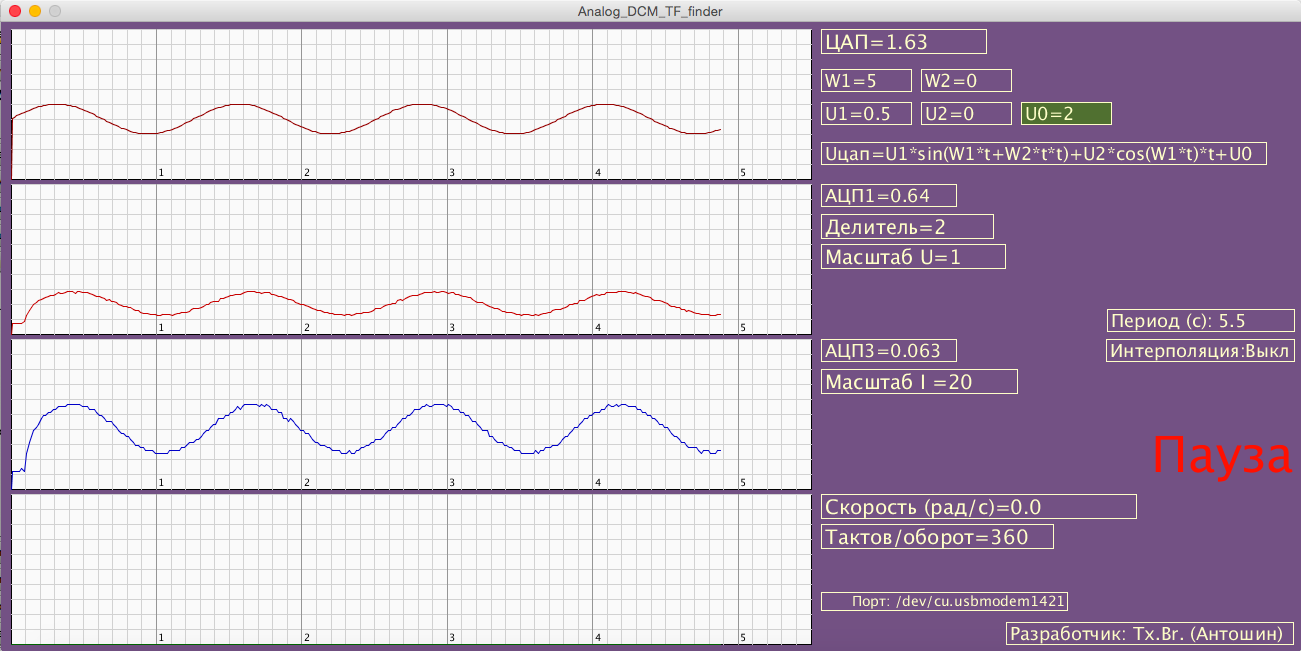 Analog_DCM_TF_finder
ЦАП=1.63
W1=5 W2=0
U1=0.5 U2=0 U0=2
Uцап=U1*sin(W1*t+W2*t*t)+U2*cos(W1*t)*t+U0
1 2 3 4 5
АЦП1=0.64
Делитель=2
Масштаб U=1
Период (с): 5.5
1 2 3 4 5
АЦП3=0.063 Интерполяция:Выкл
Масштаб I =20
Пауза
1 2 3 4 5
Скорость (рад/с)=0.0
Тактов/оборот=360
Порт: /dev/cu.usbmodem1421
Разработчик: Tx.Br. (Антошин)
1 2 3 4 5